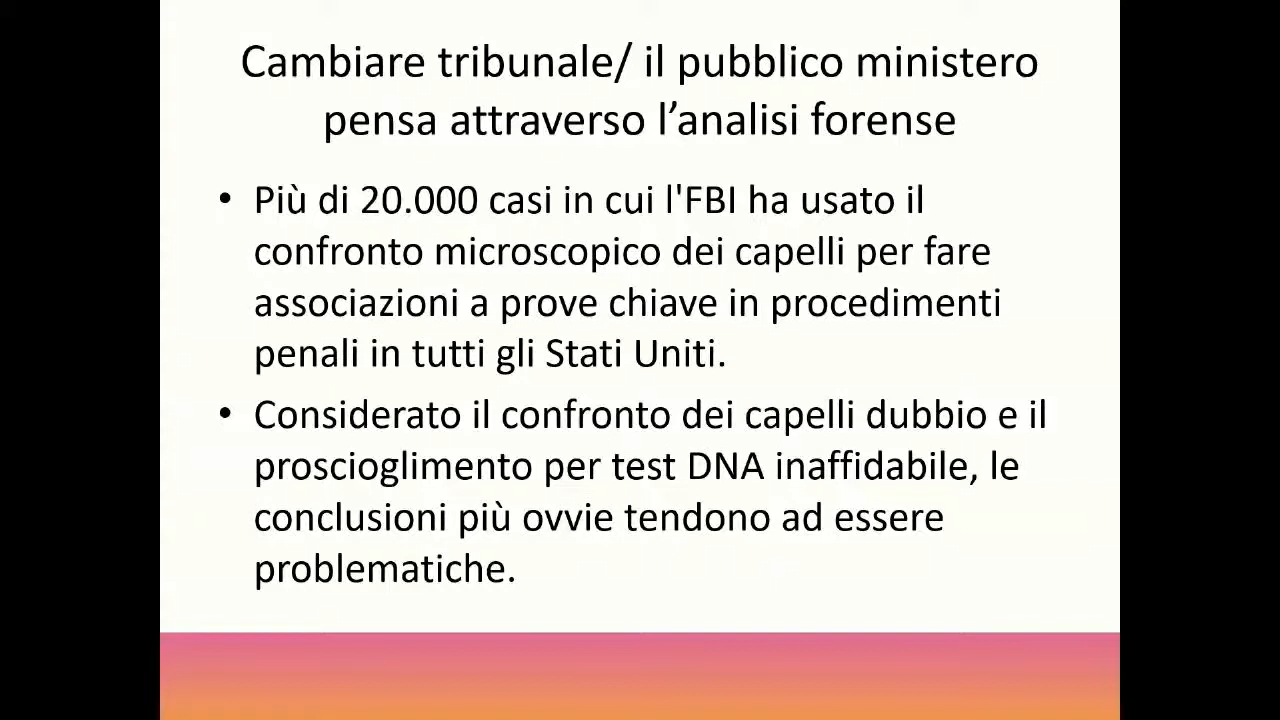 Cambiare tribunale/ il pubblico ministero
pensa attraverso l’analisi forense
• Più di 20.000 casi in cui l'FBI ha usato il
confronto microscopico dei capelli per fare
associazioni a prove chiave in procedimenti
penali in tutti gli Stati Uniti.
• Considerato il confronto dei capelli dubbio e il
proscioglimento per test DNA inaffidabile, le
conclusioni più ovvie tendono ad essere
problematiche.